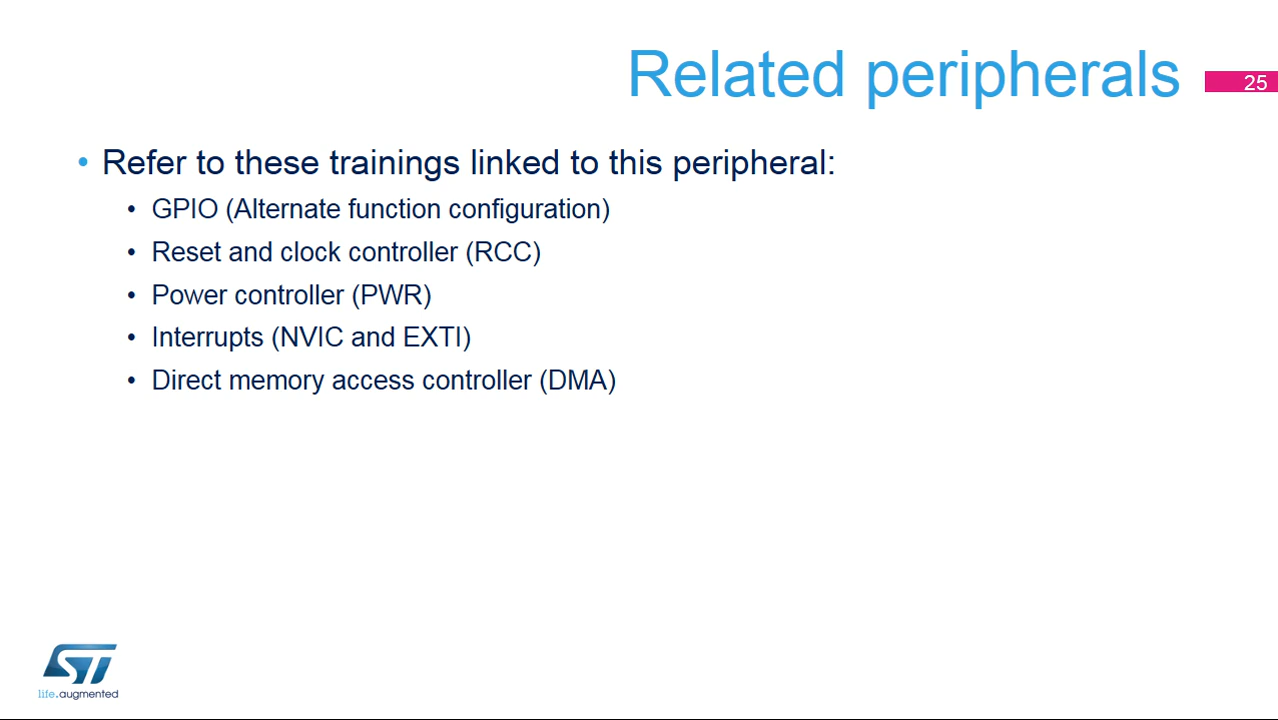 Related peripherals
25
• Refer to these trainings linked to this peripheral:
• GPIO (Alternate function configuration)
• Reset and clock controller (RCC)
• Power controller (PWR)
• Interrupts (NVIC and EXTI)
• Direct memory access controller (DMA)
ST
life.augmented